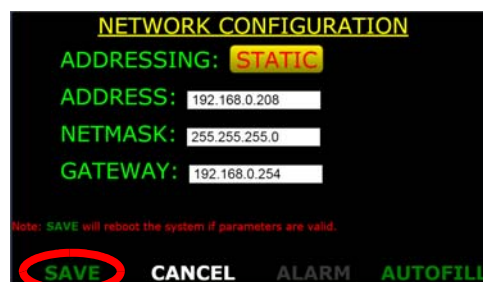 NETWORK CONFIGURATION
ADDRESSING: STATIC
ADDRESS: 192.168.0.208
NETMASK: 255.255.255.0
GATEWAY: 192.168.0.254
Note: SAVE will reboot the system if parameters are valid.
SAVE CANCEL ALARM AUTOFILL